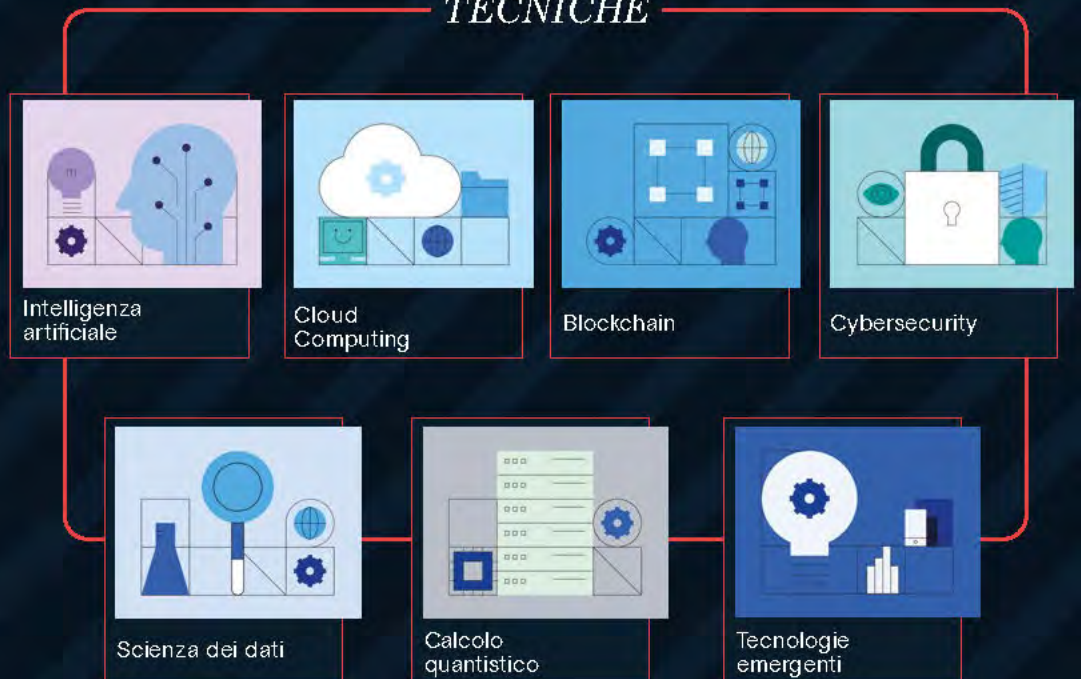 TECNICHE
Intelligenza
artificiale
Cloud
Computing
Blockchain
Cybersecurity
Scienza dei dati
Calcolo
quantistico
Tecnologie
emergenti